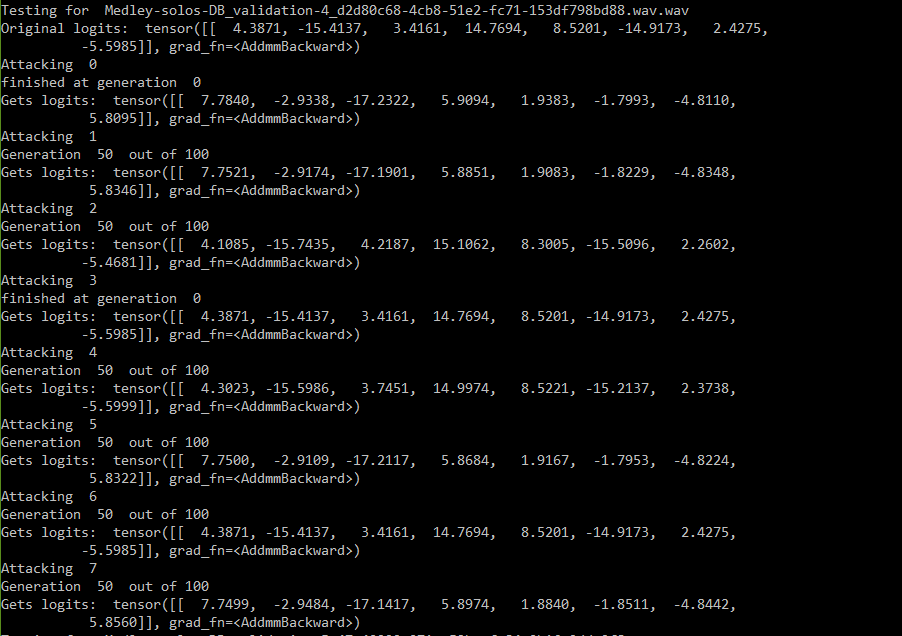 Testing for  Medley-solos-DB_validation-4_d2d80c68-4cb8-51e2-fc71-153df798bd88.wav.wav
Original logits:  tensor([[  4.3871, -15.4137,   3.4161,  14.7694,   8.5201, -14.9173,   2.4275,
          -5.5985]], grad_fn=<AddmmBackward>)
Attacking  0
finished at generation  0
Gets logits:  tensor([[  7.7840,  -2.9338, -17.2322,   5.9094,   1.9383,  -1.7993,  -4.8110,
           5.8095]], grad_fn=<AddmmBackward>)
Attacking  1
Generation  50  out of 100
Gets logits:  tensor([[  7.7521,  -2.9174, -17.1901,   5.8851,   1.9083,  -1.8229,  -4.8348,
           5.8346]], grad_fn=<AddmmBackward>)
Attacking  2
Generation  50  out of 100
Gets logits:  tensor([[  4.1085, -15.7435,   4.2187,  15.1062,   8.3005, -15.5096,   2.2602,
          -5.4681]], grad_fn=<AddmmBackward>)
Attacking  3
finished at generation  0
Gets logits:  tensor([[  4.3871, -15.4137,   3.4161,  14.7694,   8.5201, -14.9173,   2.4275,
          -5.5985]], grad_fn=<AddmmBackward>)
Attacking  4
Generation  50  out of 100
Gets logits:  tensor([[  4.3023, -15.5986,   3.7451,  14.9974,   8.5221, -15.2137,   2.3738,
          -5.5999]], grad_fn=<AddmmBackward>)
Attacking  5
Generation  50  out of 100
Gets logits:  tensor([[  7.7500,  -2.9109, -17.2117,   5.8684,   1.9167,  -1.7953,  -4.8224,
           5.8322]], grad_fn=<AddmmBackward>)
Attacking  6
Generation  50  out of 100
Gets logits:  tensor([[  4.3871, -15.4137,   3.4161,  14.7694,   8.5201, -14.9173,   2.4275,
          -5.5985]], grad_fn=<AddmmBackward>)
Attacking  7
Generation  50  out of 100
Gets logits:  tensor([[  7.7499,  -2.9484, -17.1417,   5.8974,   1.8840,  -1.8511,  -4.8442,
           5.8560]], grad_fn=<AddmmBackward>)